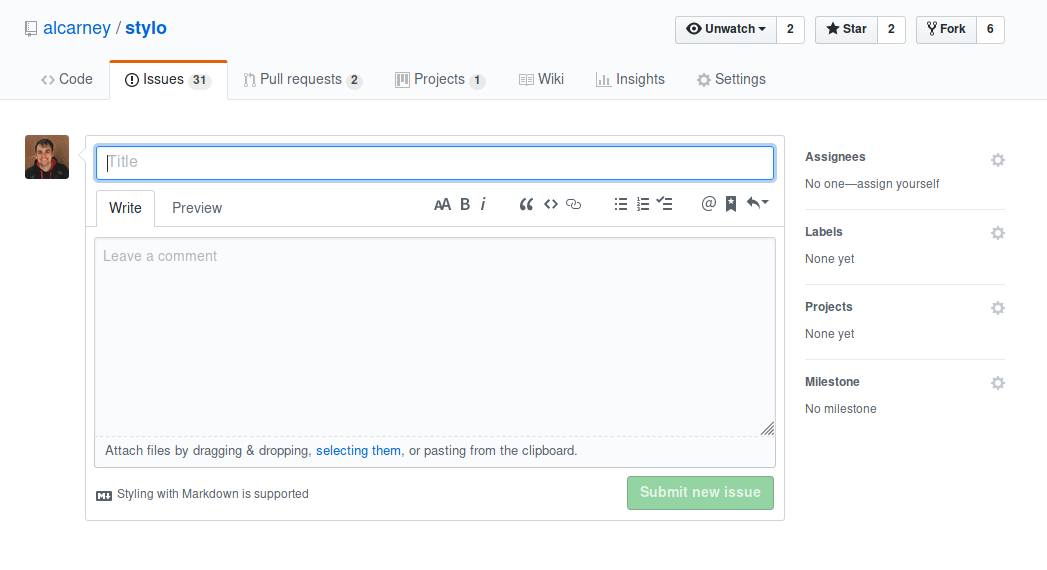 alcarney / stylo
Unwatch 2 Star 2 Fork 6
Code Issues 31 Pull requests 2 Projects 1 Wiki Insights Settings
Title
Write Preview AA B i “ <> @
Leave a comment
Attach files by dragging & dropping, selecting them, or pasting from the clipboard.
Styling with Markdown is supported
Submit new issue
Assignees
No one—assign yourself
Labels
None yet
Projects
None yet
Milestone
No milestone